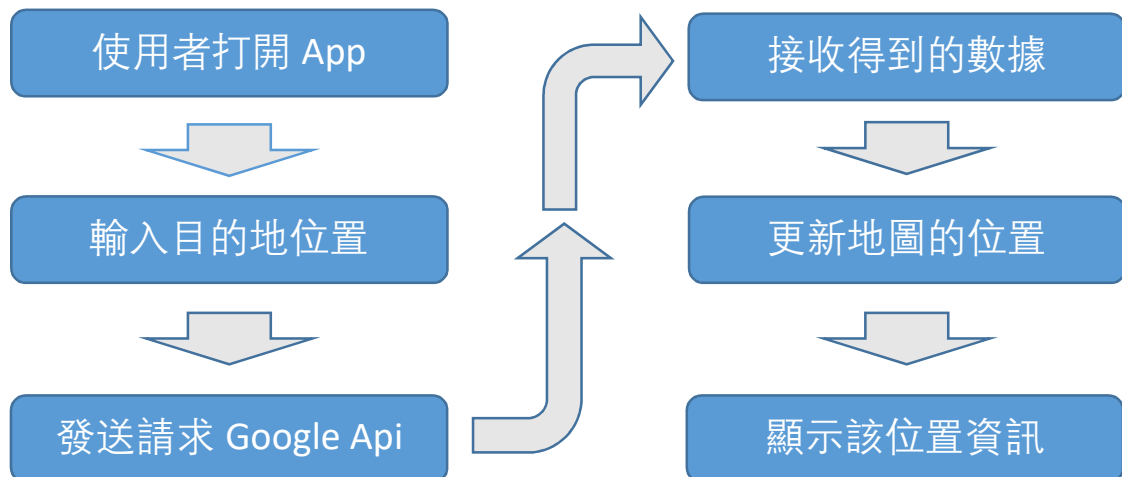 使用者打開 App
輸入目的地位置
發送請求 Google Api
接收得到的數據
更新地圖的位置
顯示該位置資訊